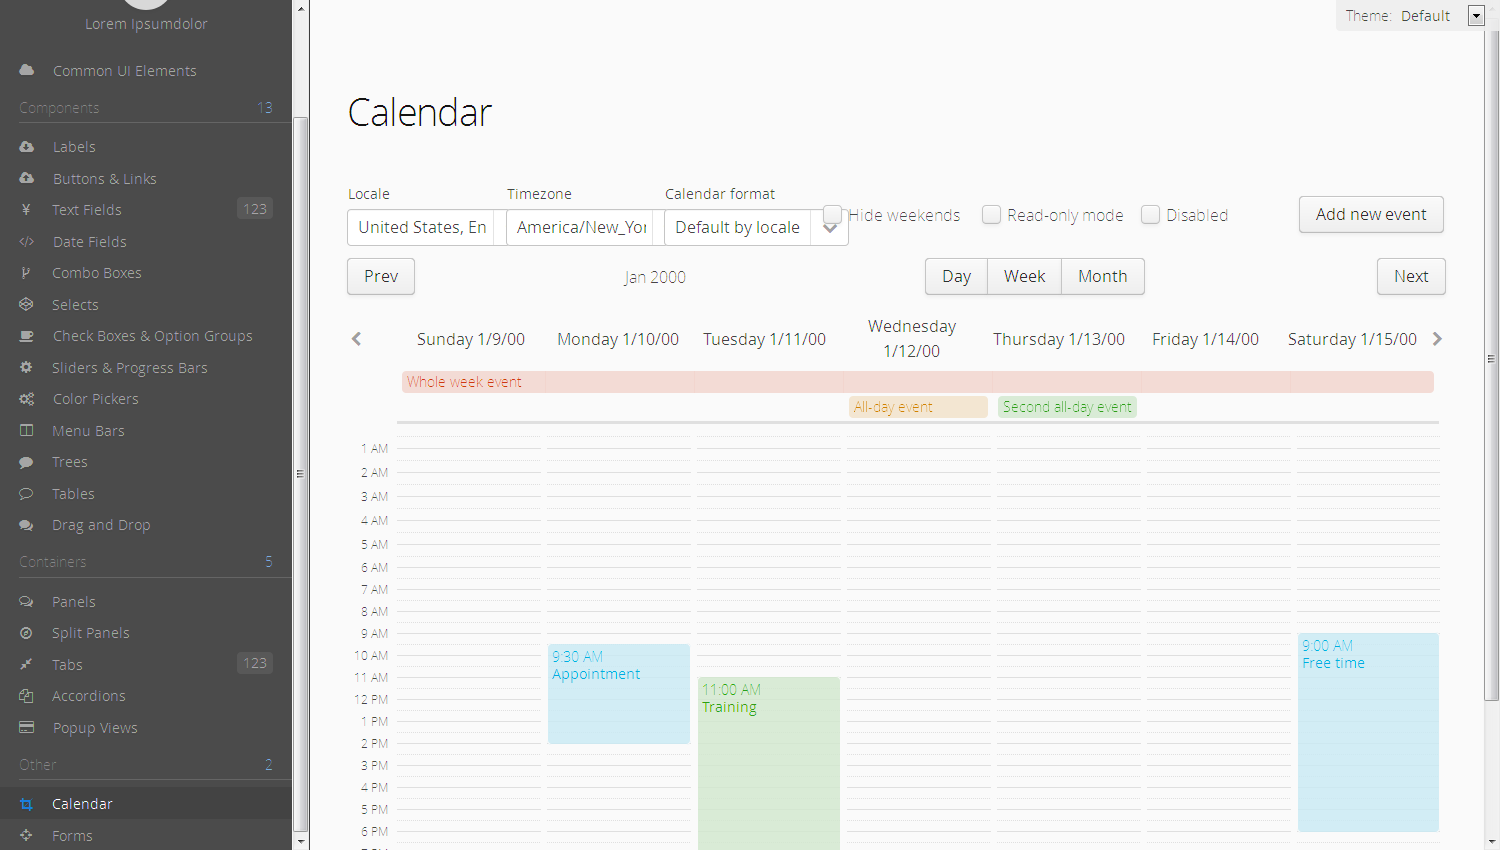 Lorem Ipsumdolor
Common UI Elements
Components 13
Labels
Buttons & Links
Text Fields 123
Date Fields
Combo Boxes
Selects
Check Boxes & Option Groups
Sliders & Progress Bars
Color Pickers
Menu Bars
Trees
Tables
Drag and Drop
Containers 5
Panels
Split Panels
Tabs 123
Accordions
Popup Views
Other 2
Calendar
Forms
Theme: Default
Calendar
Locale Timezone Calendar format
United States, En America/New_Yor Default by locale Hide weekends Read-only mode Disabled Add new event
Prev Jan 2000 Day Week Month Next
Sunday 1/9/00 Monday 1/10/00 Tuesday 1/11/00 Wednesday 1/12/00 Thursday 1/13/00 Friday 1/14/00 Saturday 1/15/00
Whole week event
All-day event Second all-day event
1 AM
2 AM
3 AM
4 AM
5 AM
6 AM
7 AM
8 AM
9 AM
10 AM
11 AM
12 PM
1 PM
2 PM
3 PM
4 PM
5 PM
6 PM
9:30 AM
Appointment
11:00 AM
Training
9:00 AM
Free time